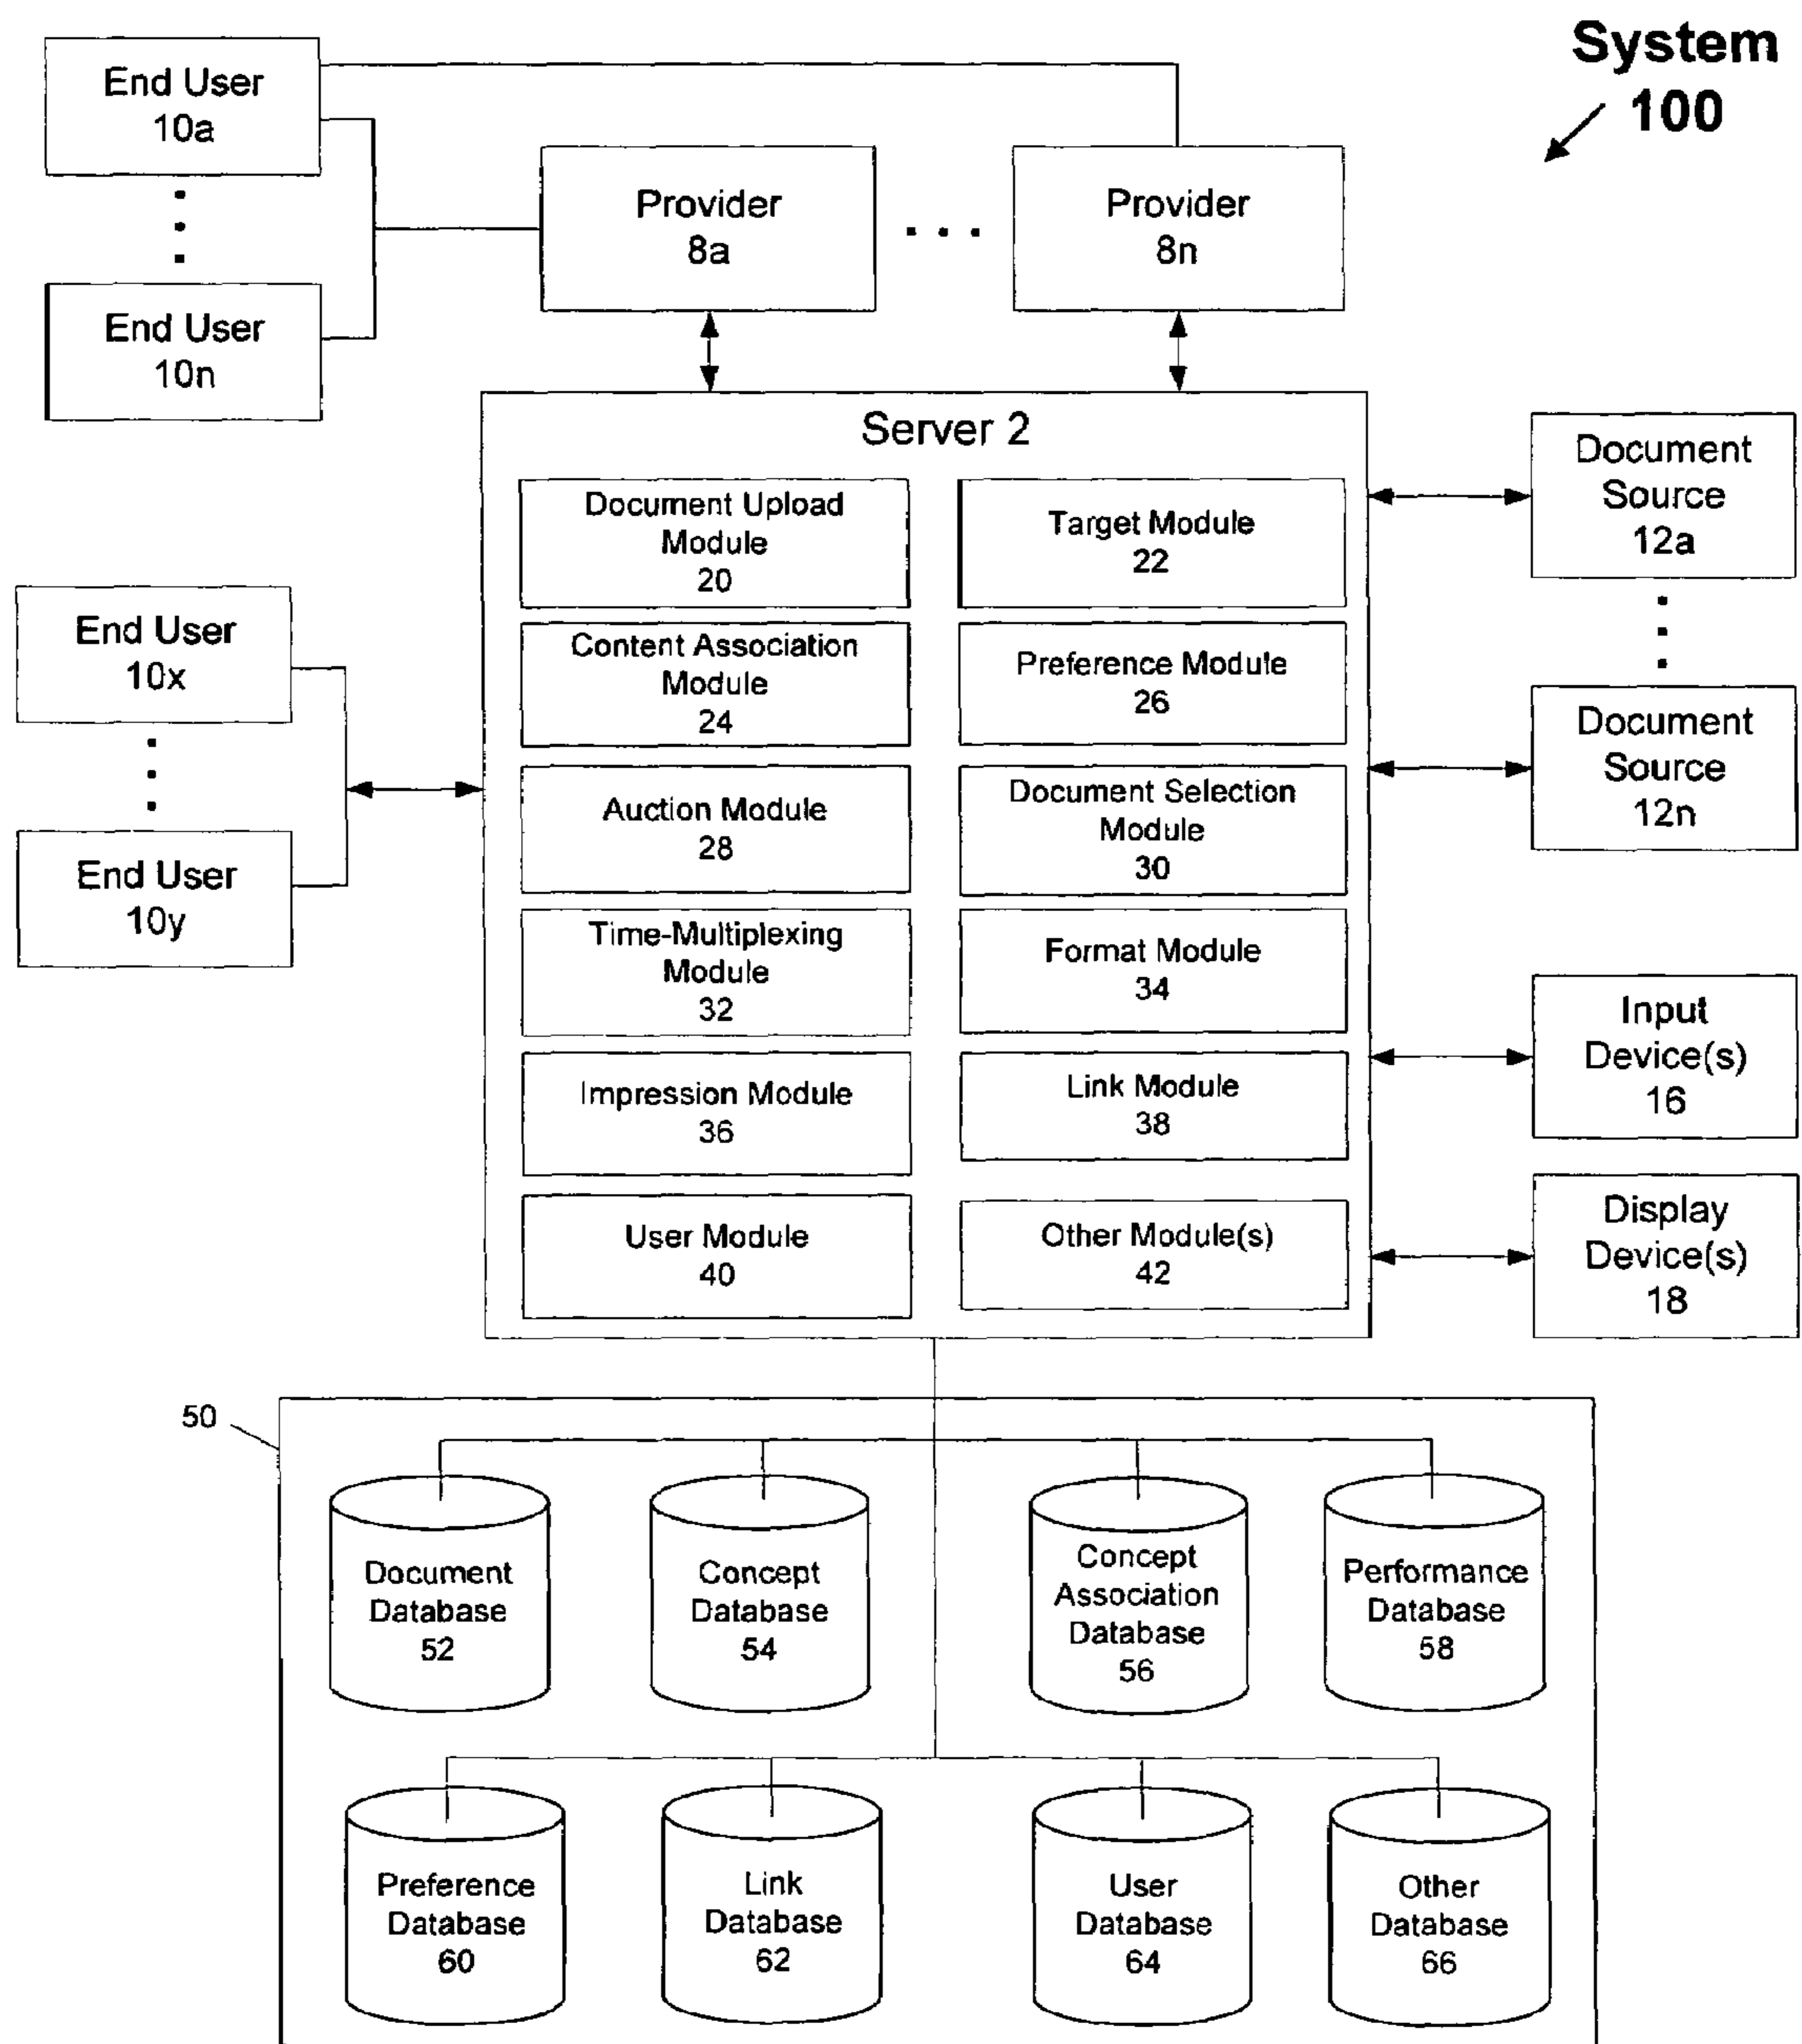 System
100
End User
10a
Provider
8a
Provider
8n
End User
10n
Server 2
Document Upload
Module
20
Target Module
22
Content Association
Module
24
Preference Module
26
Auction Module
28
Document Selection
Module
30
Time-Multiplexing
Module
32
Format Module
34
Impression Module
36
Link Module
38
User Module
40
Other Module(s)
42
End User
10x
End User
10y
Document
Source
12a
Document
Source
12n
Input
Device(s)
16
Display
Device(s)
18
50
Document
Database
52
Concept
Database
54
Concept
Association
Database
56
Performance
Database
58
Preference
Database
60
Link
Database
62
User
Database
64
Other
Database
66